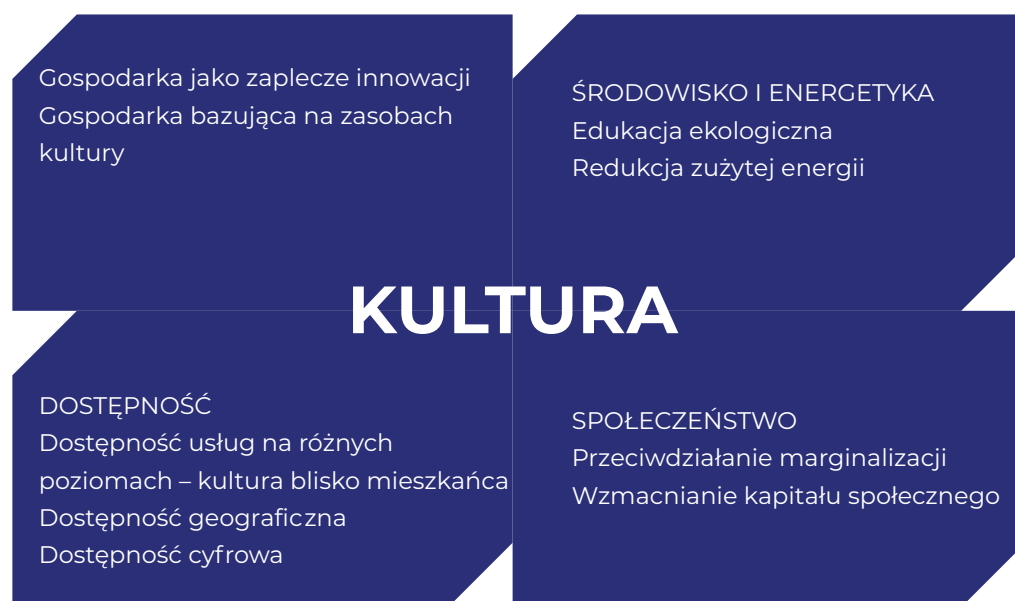 Gospodarka jako zaplecze innowacji
Gospodarka bazująca na zasobach
kultury
ŚRODOWISKO I ENERGETYKA
Edukacja ekologiczna
Redukcja zużytej energii
KULTURA
DOSTĘPNOŚĆ
Dostępność usług na różnych
poziomach – kultura blisko mieszkańca
Dostępność geograficzna
Dostępność cyfrowa
SPOŁECZEŃSTWO
Przeciwdziałanie marginalizacji
Wzmacnianie kapitału społecznego